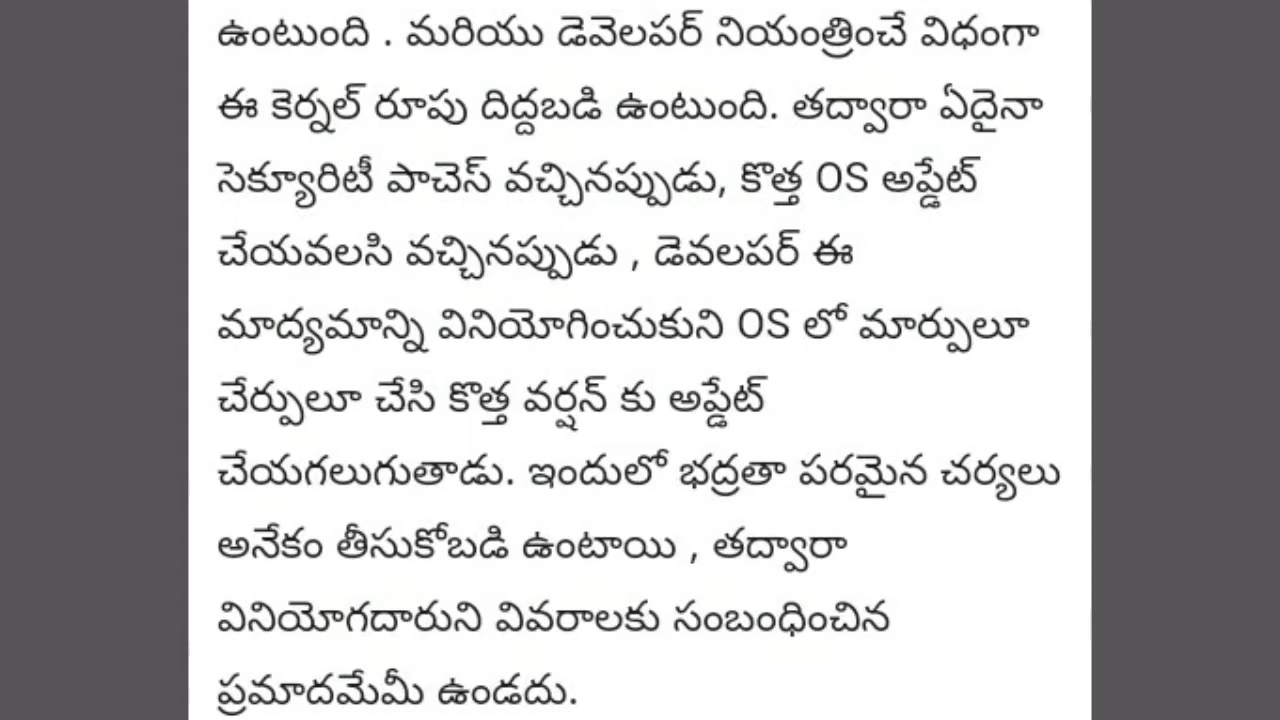 ఉంటుంది . మరియు డెవెలపర్ నియంత్రించే విధంగా
ఈ కెర్నల్ రూపు దిద్దబడి ఉంటుంది. తద్వారా ఏదైనా
సెక్యూరిటీ పాచెస్ వచ్చినప్పుడు, కొత్త OS అప్డేట్
చేయవలసి వచ్చినప్పుడు , డెవలపర్ ఈ
మాద్యమాన్ని వినియోగించుకుని OS లో మార్పులూ
చేర్పులూ చేసి కొత్త వర్షన్ కు అప్డేట్
చేయగలుగుతాడు. ఇందులో భద్రతా పరమైన చర్యలు
అనేకం తీసుకోబడి ఉంటాయి , తద్వారా
వినియోగదారుని వివరాలకు సంబంధించిన
ప్రమాదమేమీ ఉండదు.